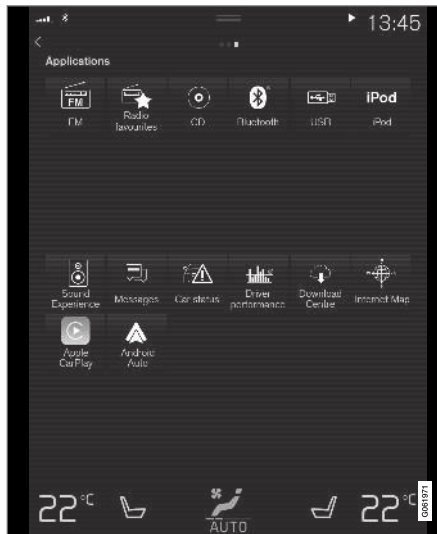 13:45
Applications
FM
iPod
FM
Radio
favourites
CD
Bluetooth
USB
iPod
Sound
Experience
Messages
Car status
Driver
performance
Download
Centre
Internet Map
Apple
CarPlay
Android
Auto
22°C
AUTO
22°C
G061971